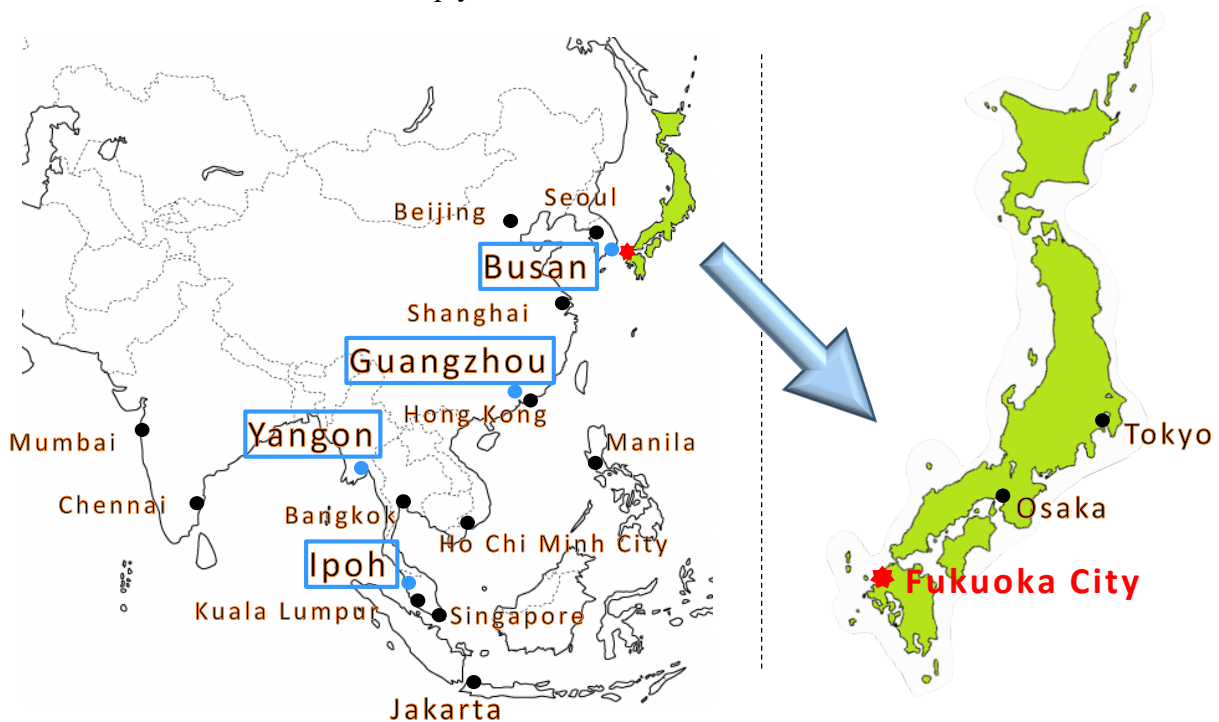 Seoul
Beijing
Busan
Shanghai
Guangzhou
Hong Kong
Yangon
Mumbai
Manila
Chennai
Bangkok
Ho Chi Minh City
Ipoh
Kuala Lumpur
Singapore
Jakarta
Tokyo
Osaka
Fukuoka City